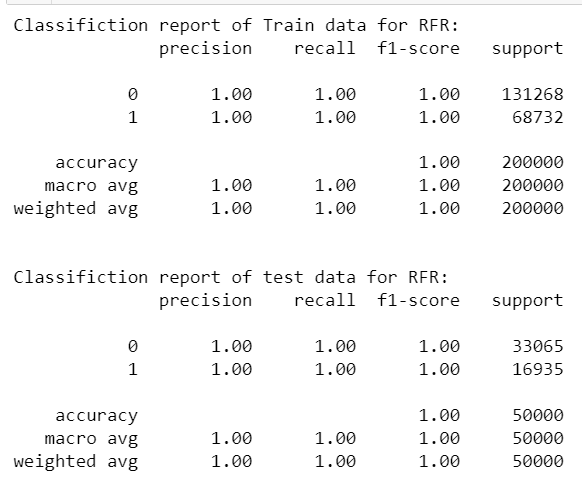 Classifiction report of Train data for RFR:
precision recall f1-score support
0 1.00 1.00 1.00 131268
1 1.00 1.00 1.00 68732
accuracy 1.00 200000
macro avg 1.00 1.00 1.00 200000
weighted avg 1.00 1.00 1.00 200000
Classifiction report of test data for RFR:
precision recall f1-score support
0 1.00 1.00 1.00 33065
1 1.00 1.00 1.00 16935
accuracy 1.00 50000
macro avg 1.00 1.00 1.00 50000
weighted avg 1.00 1.00 1.00 50000